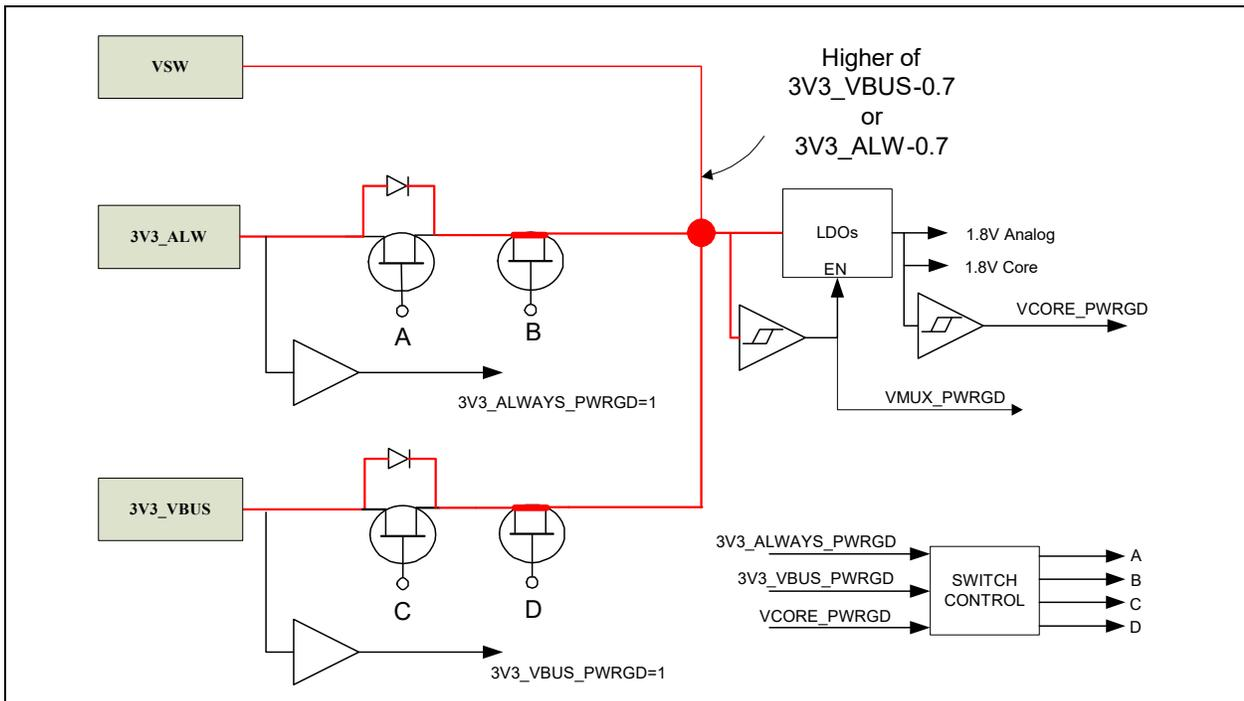 VSW
Higher of
3V3_VBUS-0.7
or
3V3_ALW-0.7
3V3_ALW
A
B
3V3_ALWAYS_PWRGD=1
LDOs
EN
1.8V Analog
1.8V Core
VCORE_PWRGD
VMUX_PWRGD
3V3_VBUS
C
D
3V3_VBUS_PWRGD=1
3V3_ALWAYS_PWRGD
3V3_VBUS_PWRGD
VCORE_PWRGD
SWITCH
CONTROL
A
B
C
D